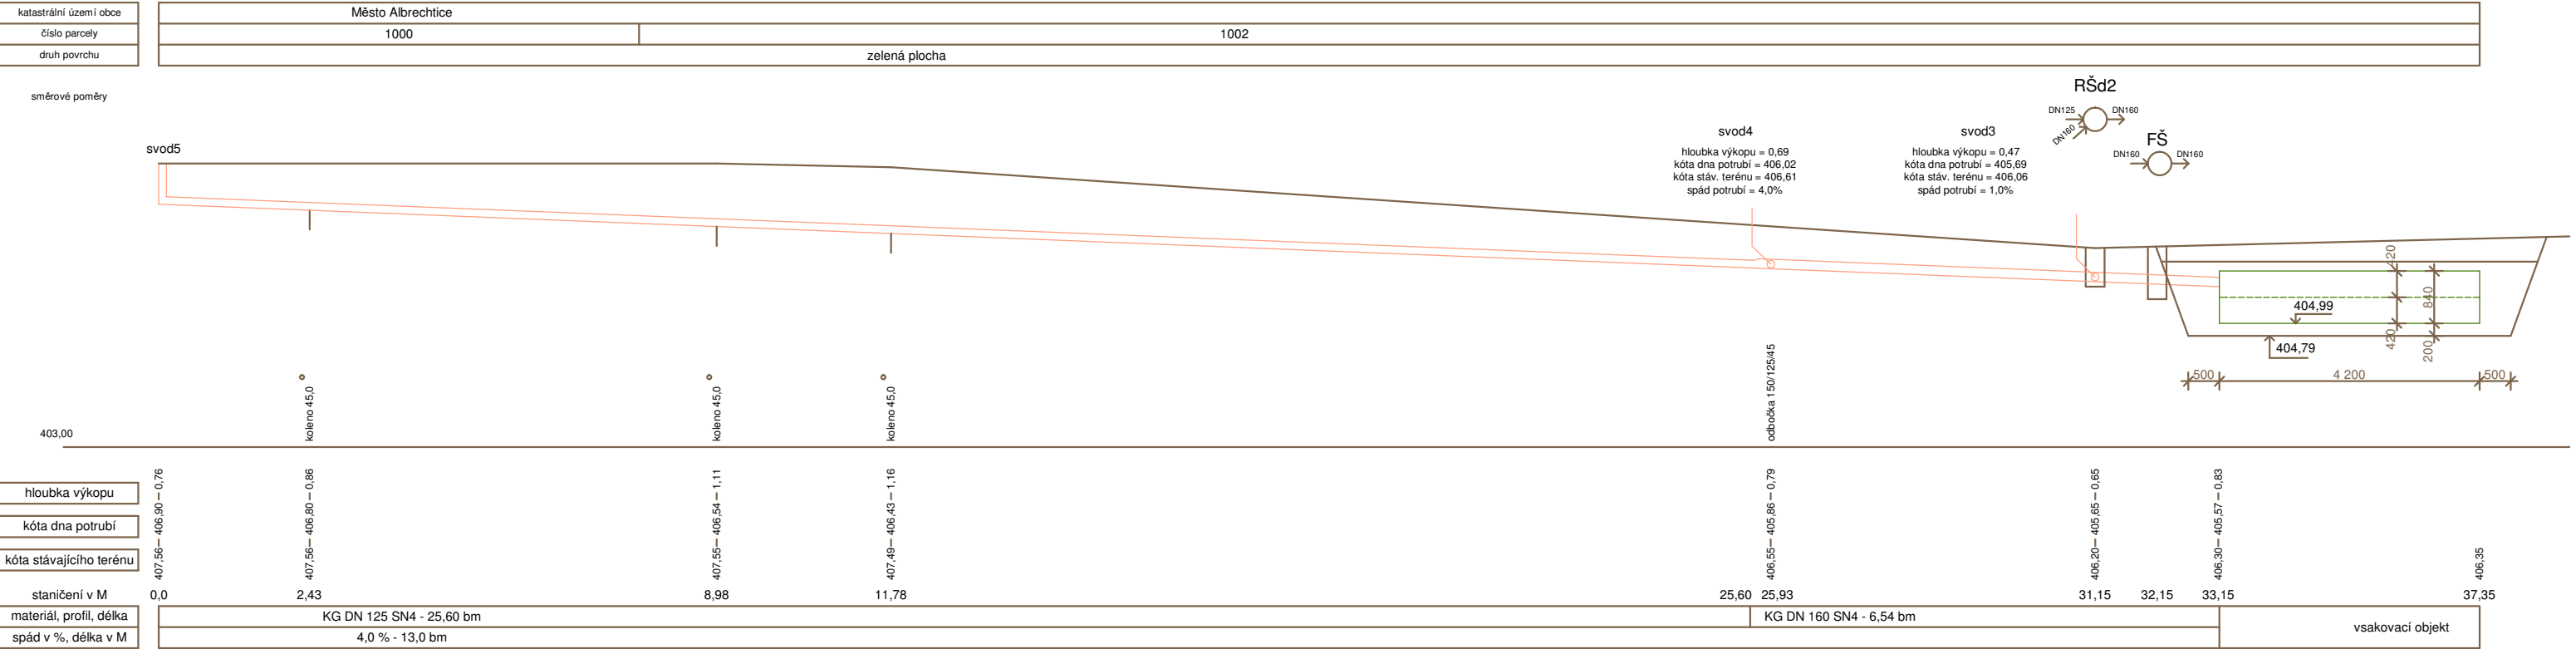 katastrální území obce
Město Albrechtice
číslo parcely
1000
1002
druh povrchu
zelená plocha
směrové poměry
RŠd2
DN125
DN160
DN160
FŠ
DN160
DN160
svod5
svod4
hloubka výkopu = 0,69
kóta dna potrubí = 406,02
kóta stáv. terénu = 406,61
spád potrubí = 4,0%
svod3
hloubka výkopu = 0,47
kóta dna potrubí = 405,69
kóta stáv. terénu = 406,06
spád potrubí = 1,0%
420
840
404,99
420
200
404,79
500
4 200
500
koleno 45,0
koleno 45,0
koleno 45,0
odbočka 150/125/45
403,00
hloubka výkopu
kóta dna potrubí
kóta stávajícího terénu
407,56 – 406,90 – 0,76
407,56 – 406,80 – 0,86
407,55 – 406,54 – 1,11
407,49 – 406,43 – 1,16
406,55 – 405,86 – 0,79
406,20 – 405,65 – 0,65
406,30 – 405,57 – 0,83
406,35
staničení v M
0,0
2,43
8,98
11,78
25,60
25,93
31,15
32,15
33,15
37,35
materiál, profil, délka
KG DN 125 SN4 - 25,60 bm
KG DN 160 SN4 - 6,54 bm
spád v %, délka v M
4,0 % - 13,0 bm
vsakovací objekt